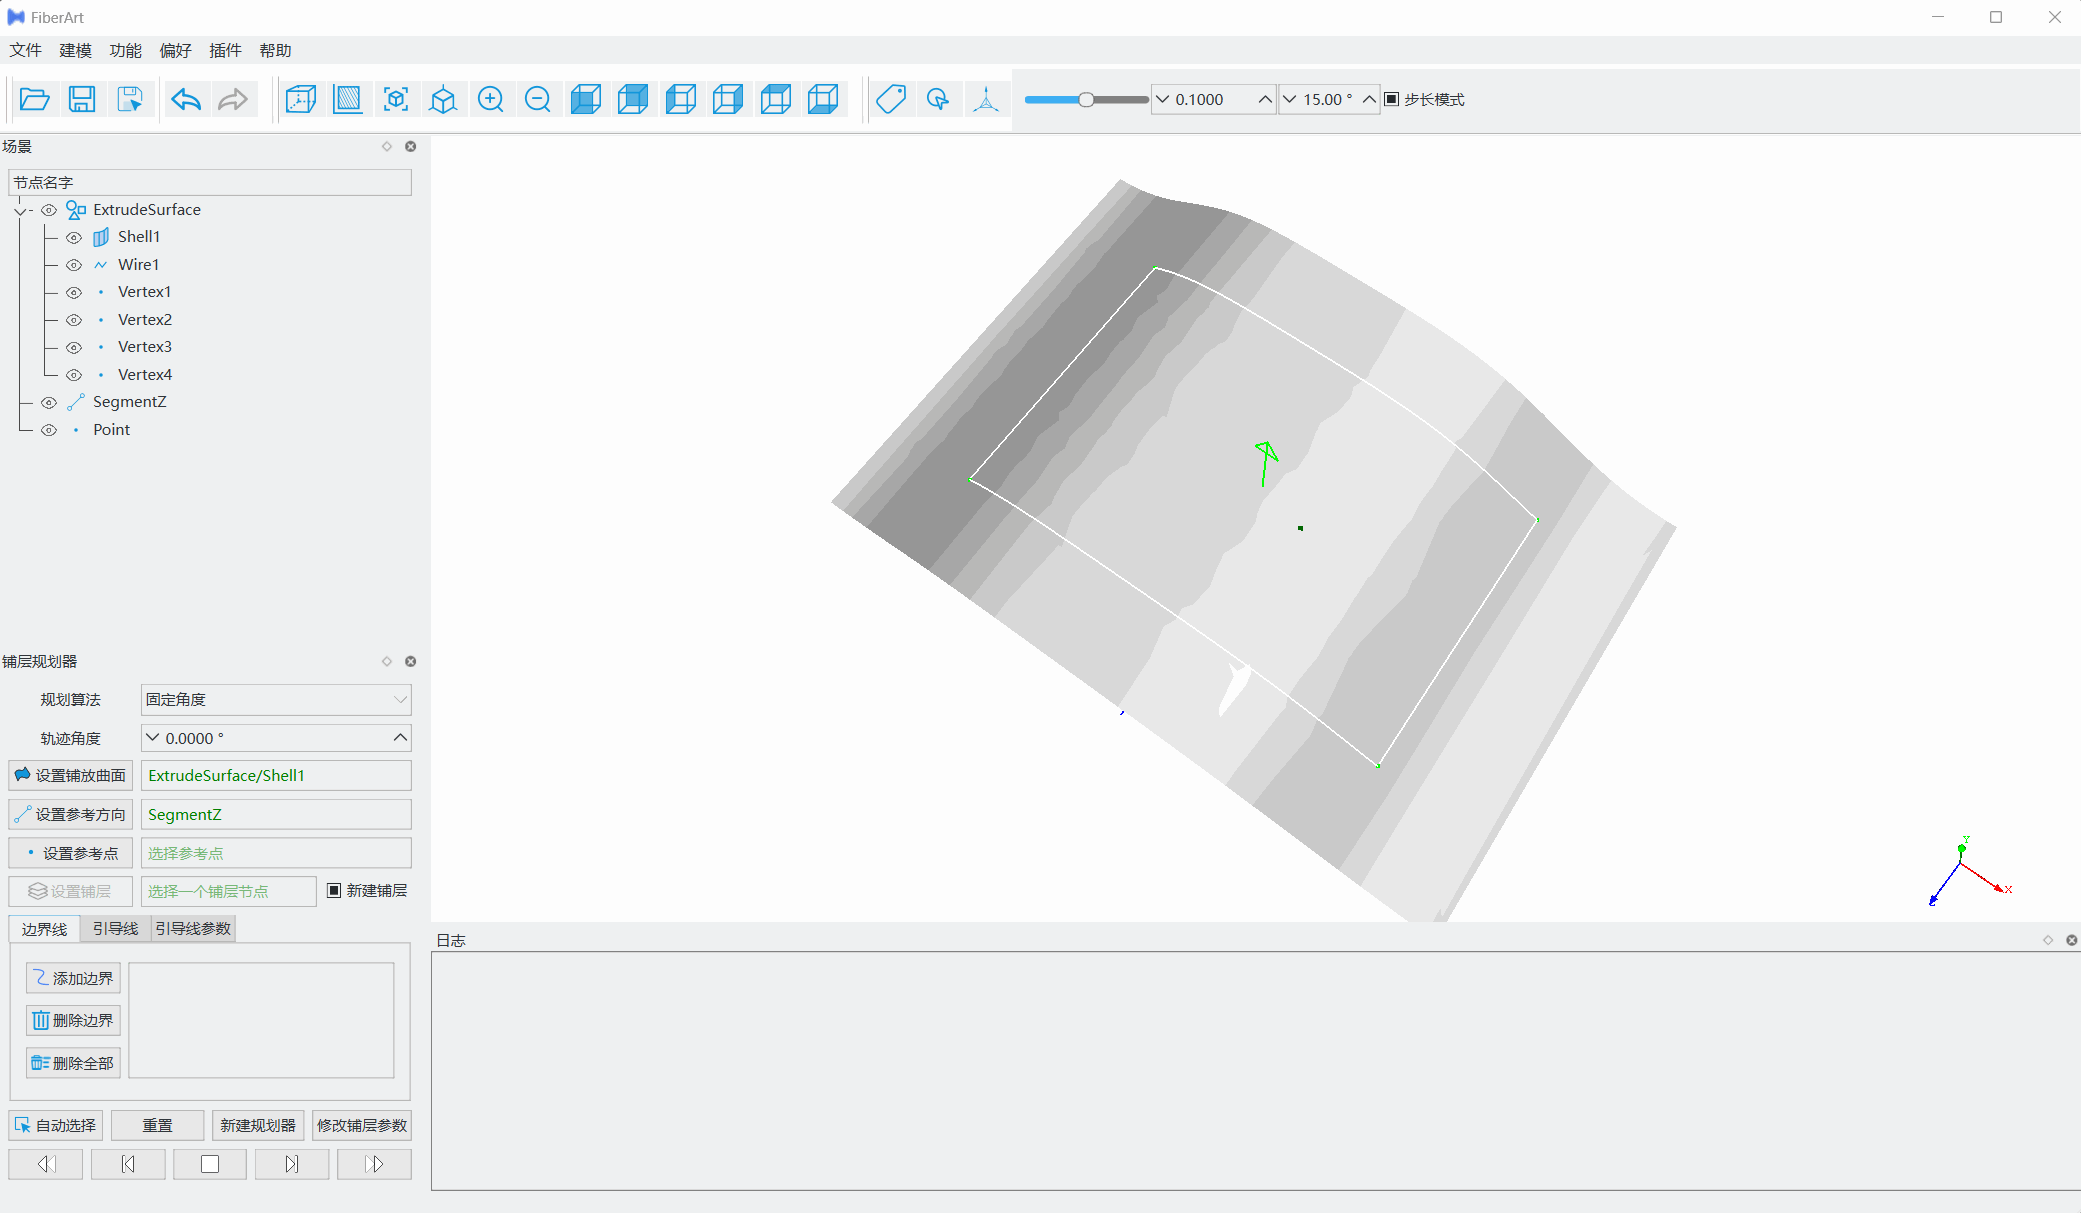 FiberArt
文件 建模 功能 偏好 插件 帮助
0.1000 15.00 ° 步长模式
场景
节点名字
ExtrudeSurface
Shell1
Wire1
Vertex1
Vertex2
Vertex3
Vertex4
SegmentZ
Point
铺层规划器
规划算法 固定角度
轨迹角度 0.0000 °
设置铺放曲面 ExtrudeSurface/Shell1
设置参考方向 SegmentZ
设置参考点 选择参考点
设置铺层 选择一个铺层节点 新建铺层
边界线 引导线 引导线参数
添加边界
删除边界
删除全部
自动选择 重置 新建规划器 修改铺层参数
Y
X
日志